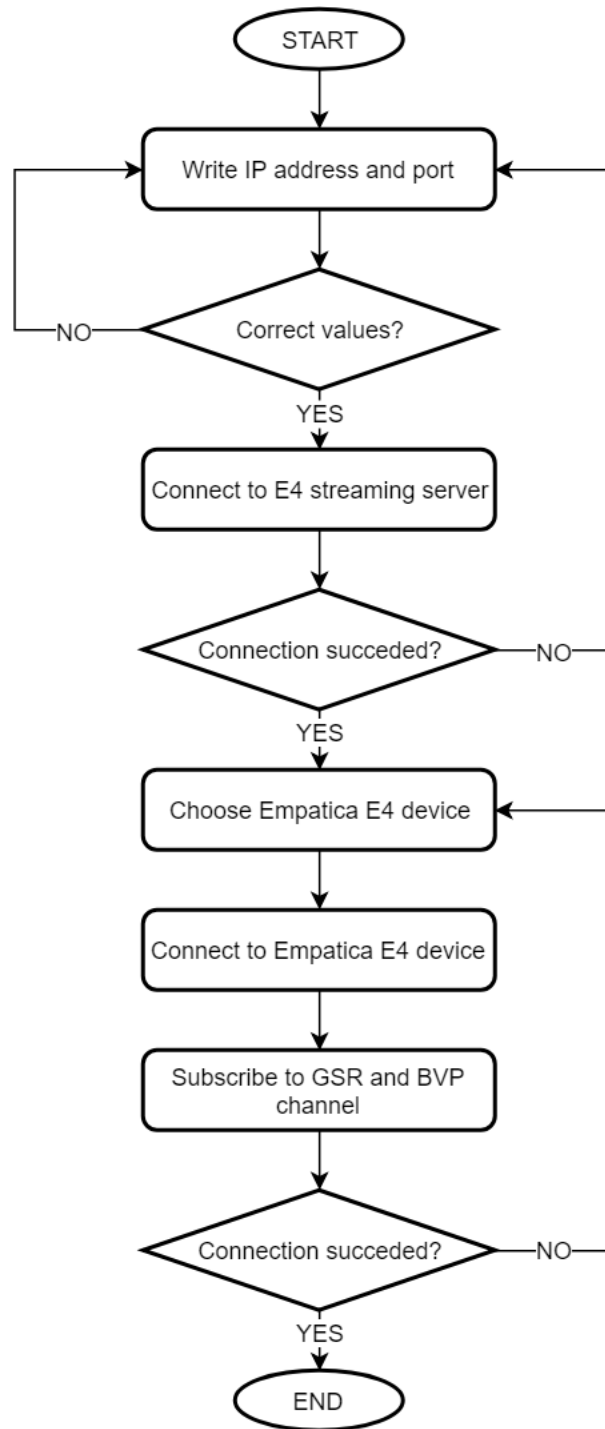 START
Write IP address and port
Correct values?
NO
YES
Connect to E4 streaming server
Connection succeded?
NO
YES
Choose Empatica E4 device
Connect to Empatica E4 device
Subscribe to GSR and BVP
channel
Connection succeded?
NO
YES
END